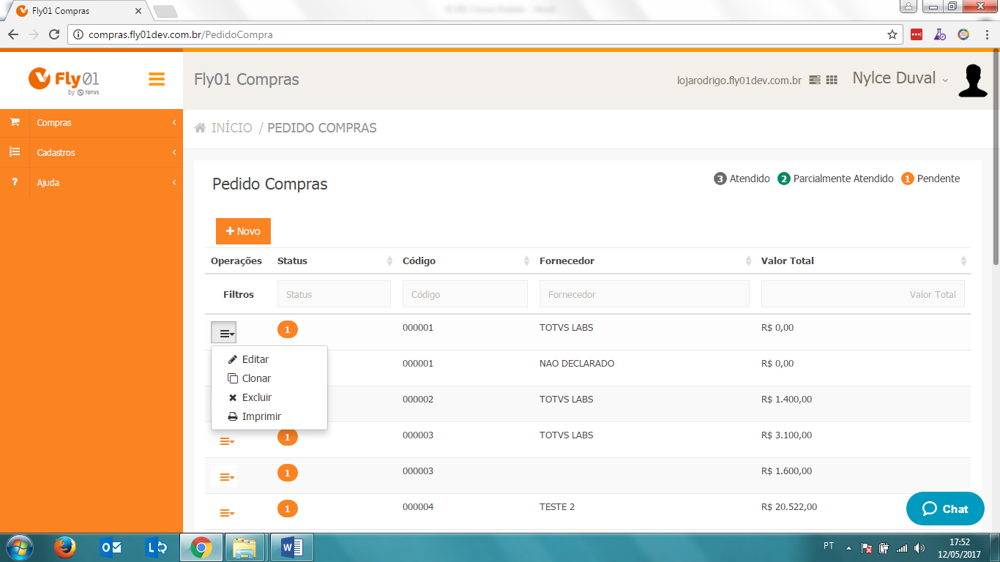 Fly01 Compras
compras.fly01dev.com.br/PedidoCompra
Fly01
by TOTVS
Fly01 Compras
lojarodrigo.fly01dev.com.br
Nylce Duval
Compras
Cadastros
Ajuda
INÍCIO / PEDIDO COMPRAS
Pedido Compras
3 Atendido 2 Parcialmente Atendido 1 Pendente
Novo
Operações Status Código Fornecedor Valor Total
Filtros Status Código Fornecedor Valor Total
1 000001 TOTVS LABS R$ 0,00
Editar
Clonar
Excluir
Imprimir
000001 NAO DECLARADO R$ 0,00
000002 TOTVS LABS R$ 1.400,00
1 000003 TOTVS LABS R$ 3.100,00
1 000003 R$ 1.600,00
1 000004 TESTE 2 R$ 20.522,00
Chat
PT
17:52
12/05/2017